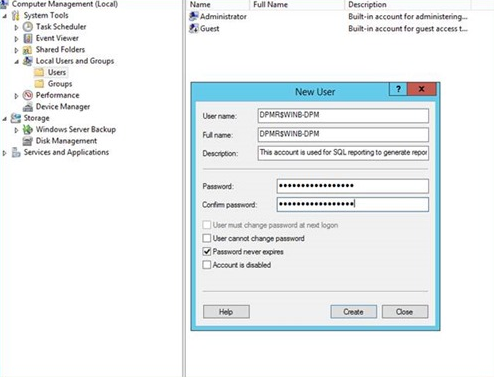 Computer Management (Local)
System Tools
Task Scheduler
Event Viewer
Shared Folders
Local Users and Groups
Users
Groups
Performance
Device Manager
Storage
Windows Server Backup
Disk Management
Services and Applications
Name Full Name Description
Administrator Built-in account for administering...
Guest Built-in account for guest access t...
New User
? x
User name: DPMR$WIN8-DPM
Full name: DPMR$WIN8-DPM
Description: This account is used for SQL reporting to generate repor
Password: •••••••••••••••••
Confirm password: •••••••••••••••••
User must change password at next logon
User cannot change password
Password never expires
Account is disabled
Help Create Close